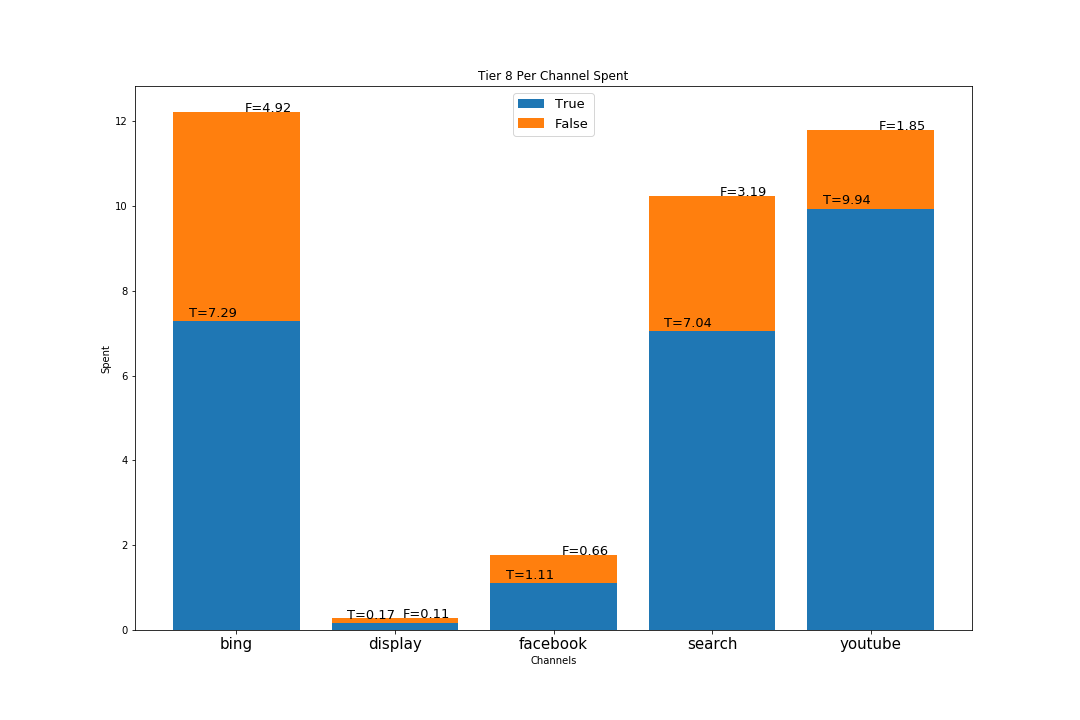 Tier 8 Per Channel Spent
True
False
F=4.92
T=7.29
T=0.17
F=0.11
F=0.66
T=1.11
F=3.19
T=7.04
F=1.85
T=9.94
Spent
12
10
8
6
4
2
0
bing
display
facebook
search
youtube
Channels